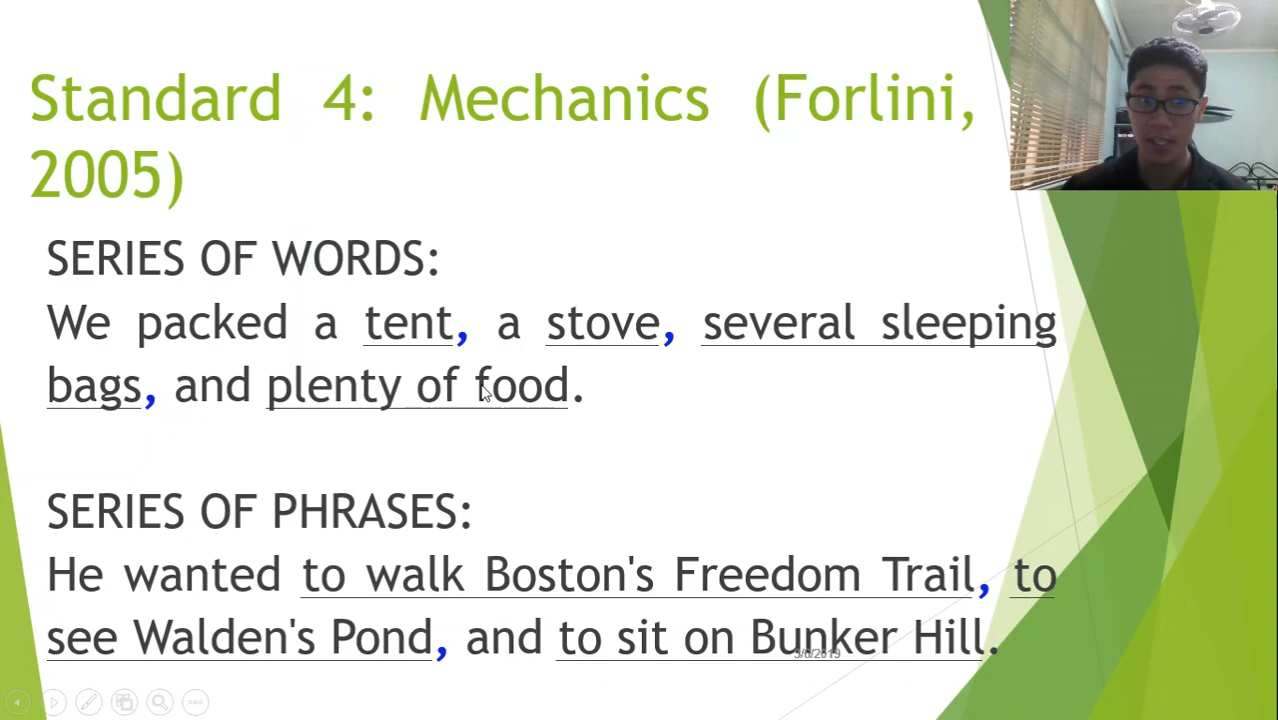 Standard 4: Mechanics (Forlini,
2005)
SERIES OF WORDS:
We packed a tent, a stove, several sleeping
bags, and plenty of food.
SERIES OF PHRASES:
He wanted to walk Boston's Freedom Trail, to
see Walden's Pond, and to sit on Bunker Hill.